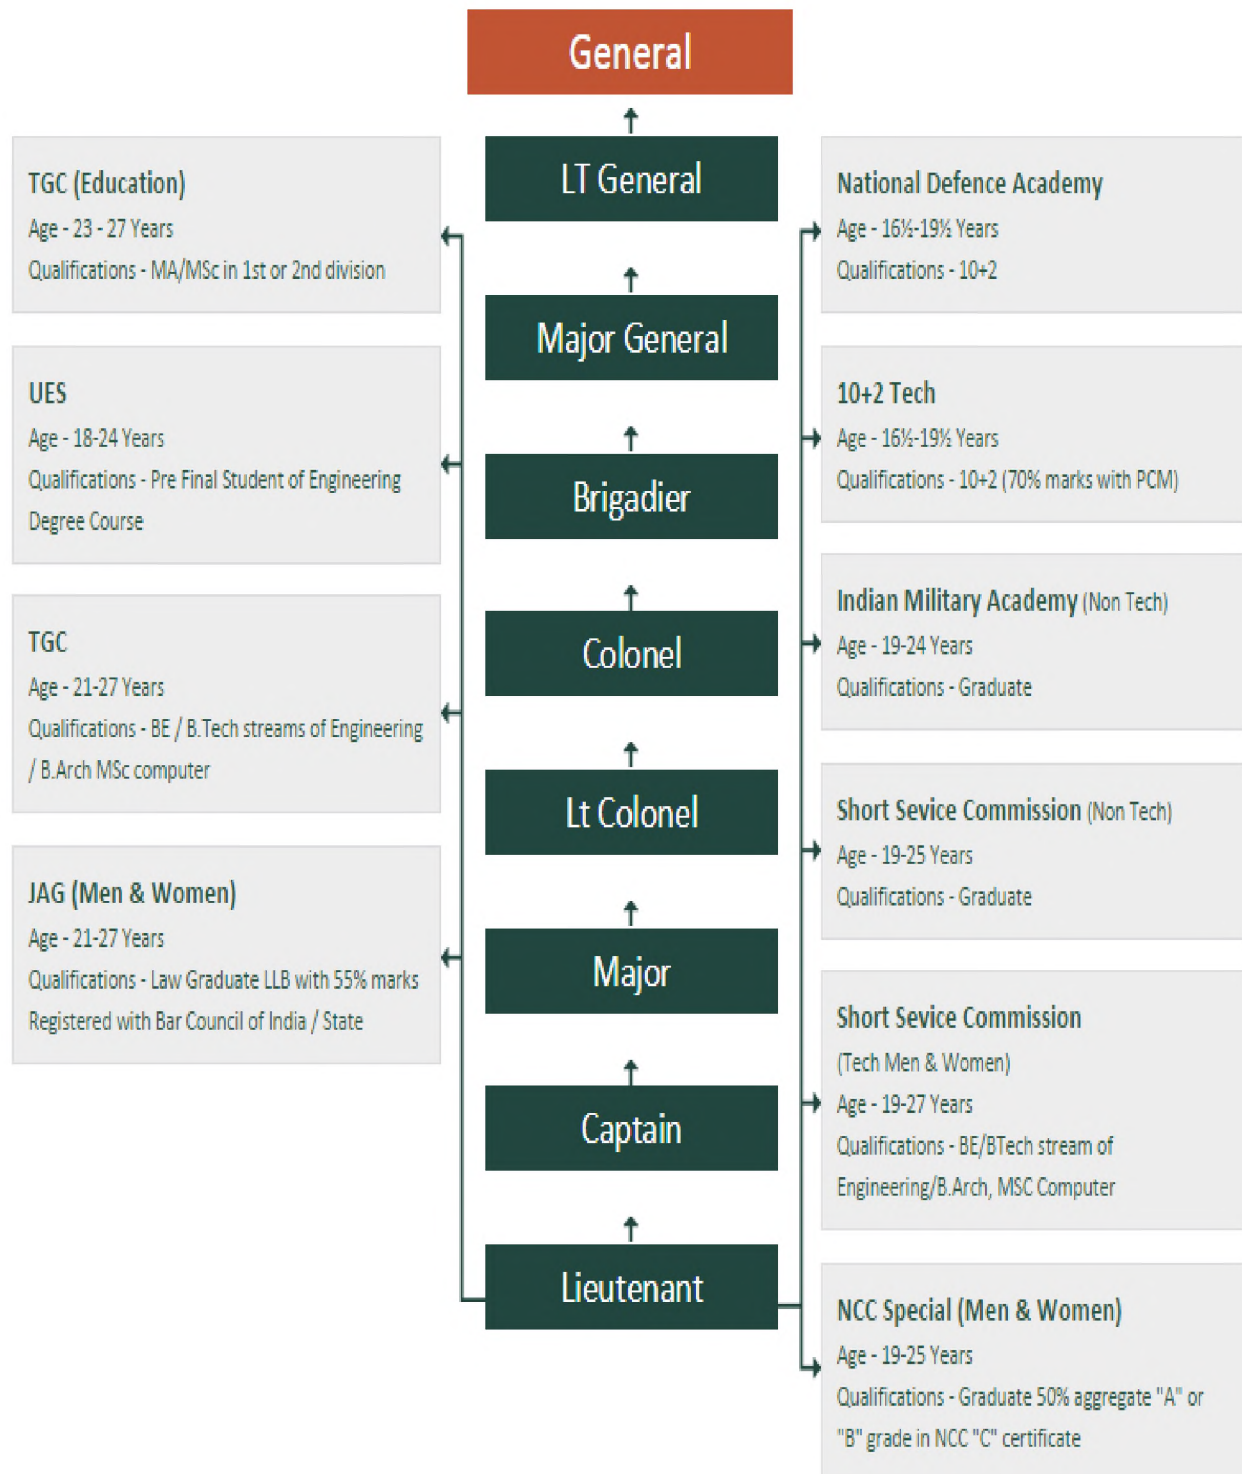 General
LT General
Major General
Brigadier
Colonel
Lt Colonel
Major
Captain
Lieutenant
TGC (Education)
Age - 23 - 27 Years
Qualifications - MA/MSc in 1st or 2nd division
UES
Age - 18-24 Years
Qualifications - Pre Final Student of Engineering
Degree Course
TGC
Age - 21-27 Years
Qualifications - BE / B.Tech streams of Engineering
/ B.Arch MSc computer
JAG (Men & Women)
Age - 21-27 Years
Qualifications - Law Graduate LLB with 55% marks
Registered with Bar Council of India / State
National Defence Academy
Age - 16½-19½ Years
Qualifications - 10+2
10+2 Tech
Age - 16½-19½ Years
Qualifications - 10+2 (70% marks with PCM)
Indian Military Academy (Non Tech)
Age - 19-24 Years
Qualifications - Graduate
Short Sevice Commission (Non Tech)
Age - 19-25 Years
Qualifications - Graduate
Short Sevice Commission
(Tech Men & Women)
Age - 19-27 Years
Qualifications - BE/BTech stream of
Engineering/B.Arch, MSC Computer
NCC Special (Men & Women)
Age - 19-25 Years
Qualifications - Graduate 50% aggregate "A" or
"B" grade in NCC "C" certificate